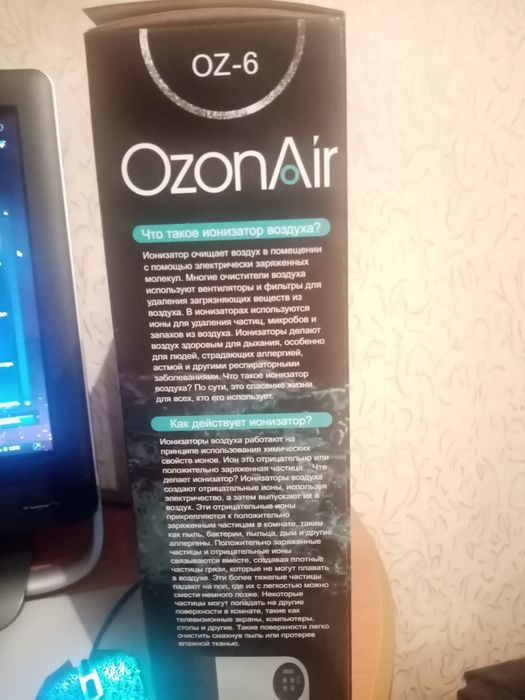 OZ-6
OzonAir
Что такое ионизатор воздуха?
Ионизатор очищает воздух в помещении
с помощью электрически заряженных
молекул. Многие очистители воздуха
используют вентиляторы и фильтры для
удаления загрязняющих веществ из
воздуха. В ионизаторах используются
ионы для удаления частиц, микробов и
запахов из воздуха. Ионизаторы делают
воздух здоровым для дыхания, особенно
для людей, страдающих аллергией,
астмой и другими респираторными
заболеваниями. Что такое ионизатор
воздуха? По сути, это спасение жизни
для всех, кто его использует.
Как действует ионизатор?
Ионизаторы воздуха работают на
принципе использования химических
свойств ионов. Ион это отрицательно или
положительно заряженная частица. Что
делает ионизатор? Ионизаторы воздуха
создают отрицательные ионы, используя
электричество, а затем выпускают их в
воздух. Эти отрицательные ионы
прикрепляются к положительно
заряженным частицам в комнате, таким
как пыль, бактерии, пыльца, дым и другие
аллергены. Положительно заряженные
частицы и отрицательные ионы
связываются вместе, создавая плотные
частицы грязи, которые не могут плавать
в воздухе. Эти более тяжелые частицы
падают на пол, где их с легкостью можно
смести немного позже. Некоторые
частицы могут попадать на другие
поверхности в комнате, такие как
телевизионные экраны, компьютеры,
столы и другие. Такие поверхности легко
очистить смахнув пыль или протерев
влажной тканью.